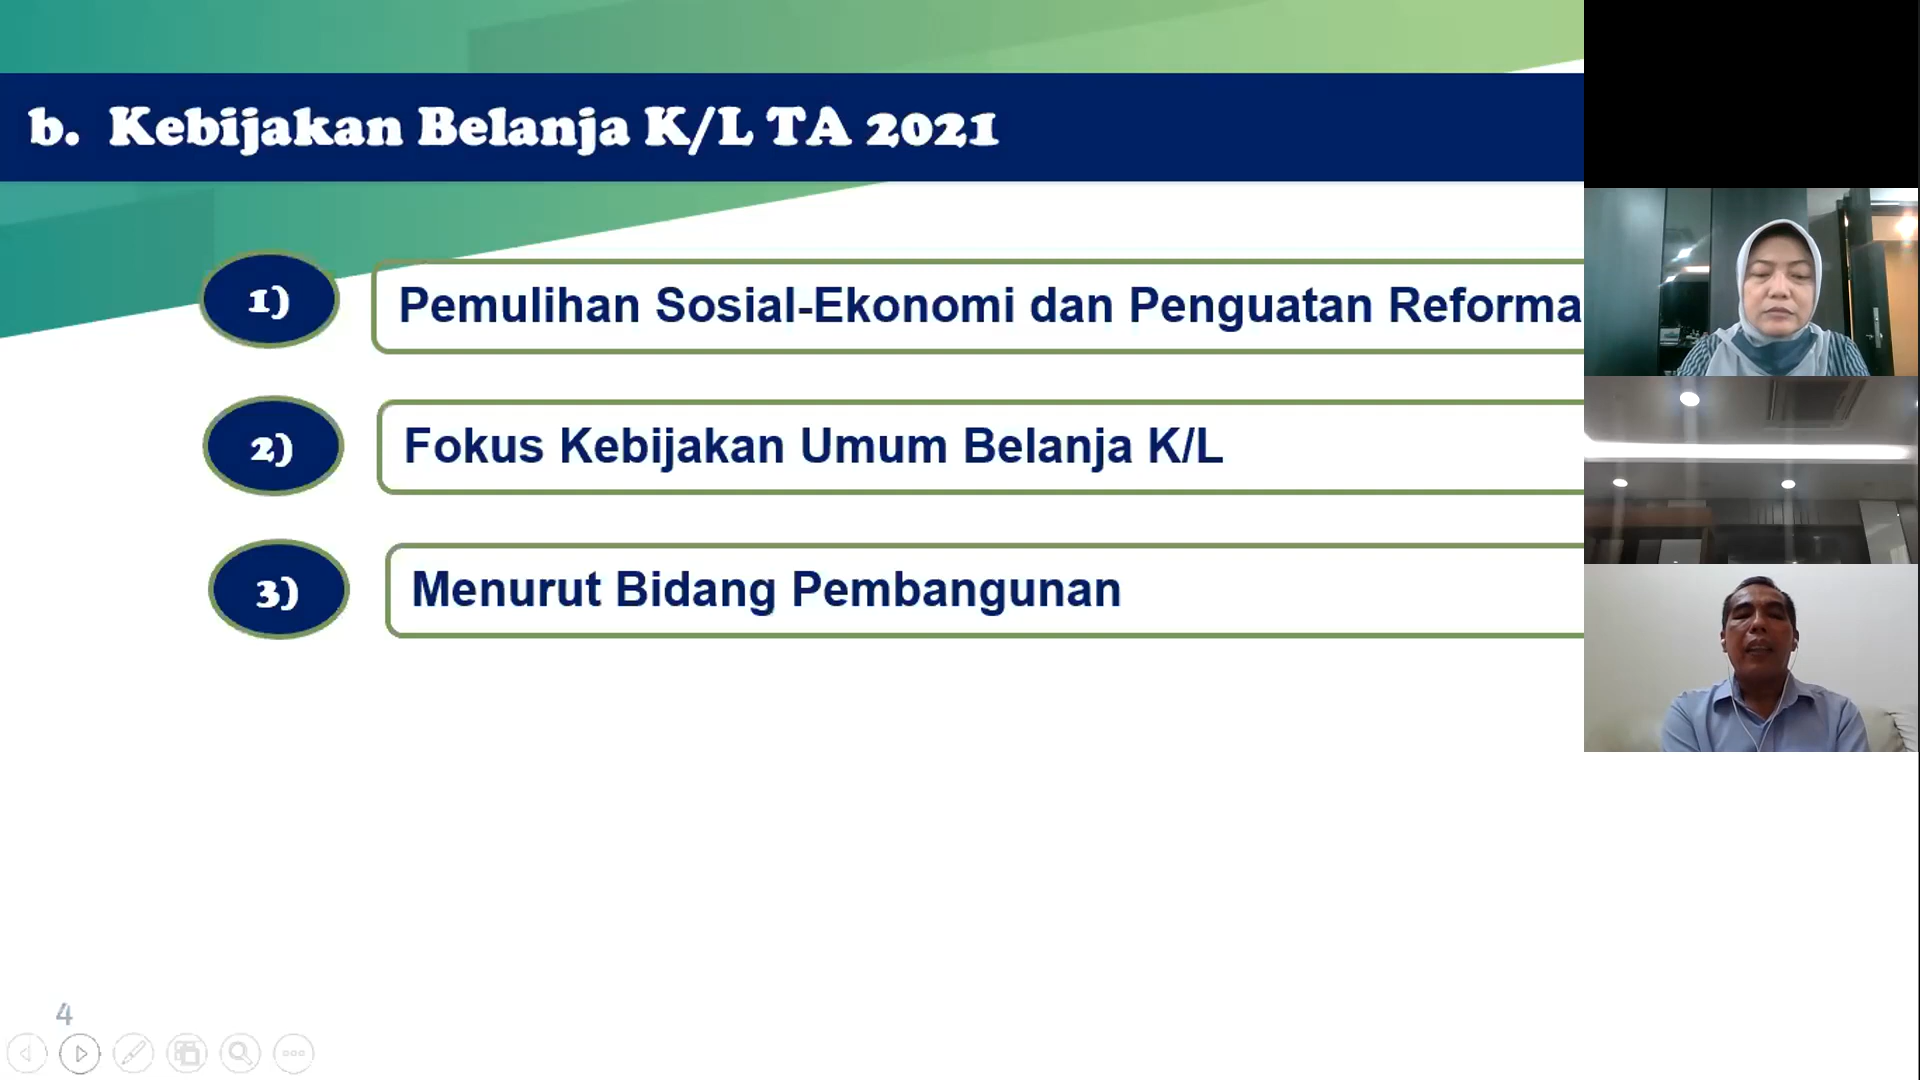 b. Kebijakan Belanja K/L TA 2021
1) Pemulihan Sosial-Ekonomi dan Penguatan Reforma
2) Fokus Kebijakan Umum Belanja K/L
3) Menurut Bidang Pembangunan
4